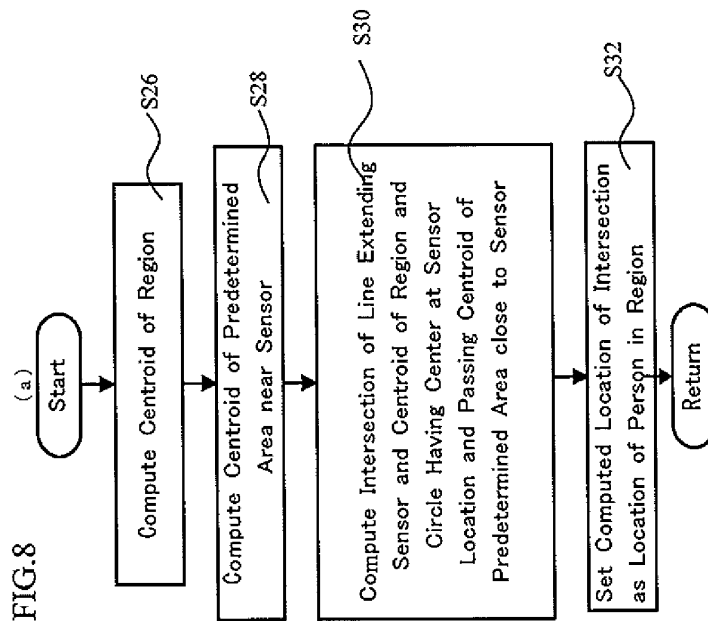 FIG.8
(a)
Start
Compute Centroid of Region
S26
Compute Centroid of Predetermined
Area near Sensor
S28
Compute Intersection of Line Extending
Sensor and Centroid of Region and
Circle Having Center at Sensor
Location and Passing Centroid of
Predetermined Area close to Sensor
S30
Set Computed Location of Intersection
as Location of Person in Region
S32
Return